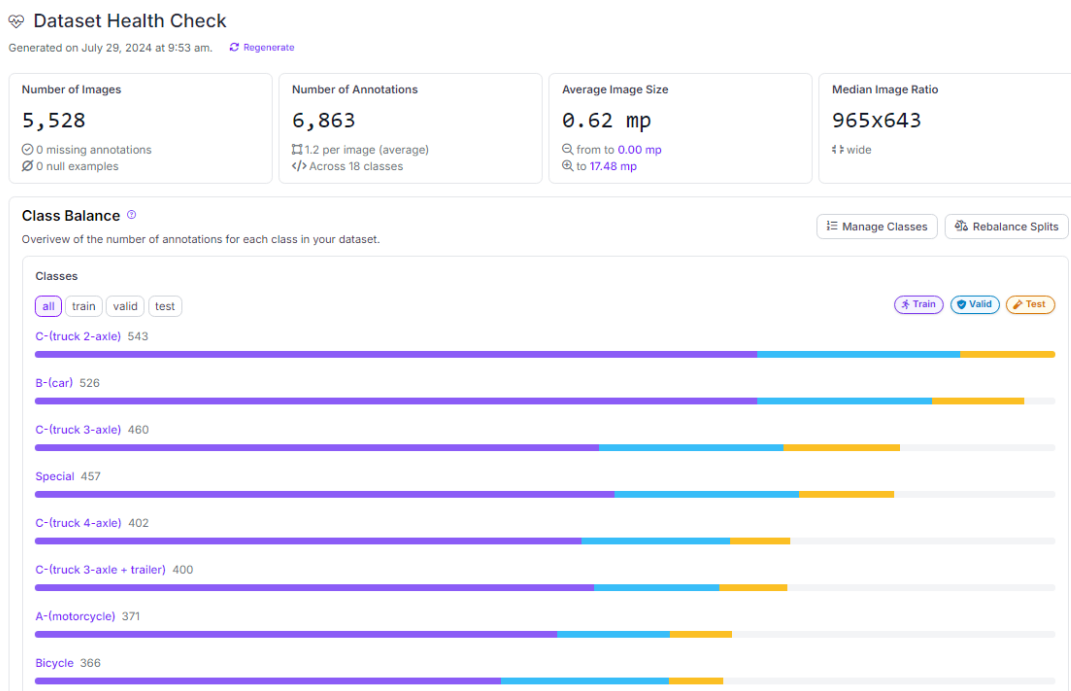 Dataset Health Check
Generated on July 29, 2024 at 9:53 am. Regenerate
Number of Images
5,528
0 missing annotations
0 null examples
Number of Annotations
6,863
1.2 per image (average)
Across 18 classes
Average Image Size
0.62 mp
from to 0.00 mp
to 17.48 mp
Median Image Ratio
965x643
wide
Class Balance
Overivew of the number of annotations for each class in your dataset.
Manage Classes
Rebalance Splits
Classes
all train valid test
Train Valid Test
C-(truck 2-axle) 543
B-(car) 526
C-(truck 3-axle) 460
Special 457
C-(truck 4-axle) 402
C-(truck 3-axle + trailer) 400
A-(motorcycle) 371
Bicycle 366